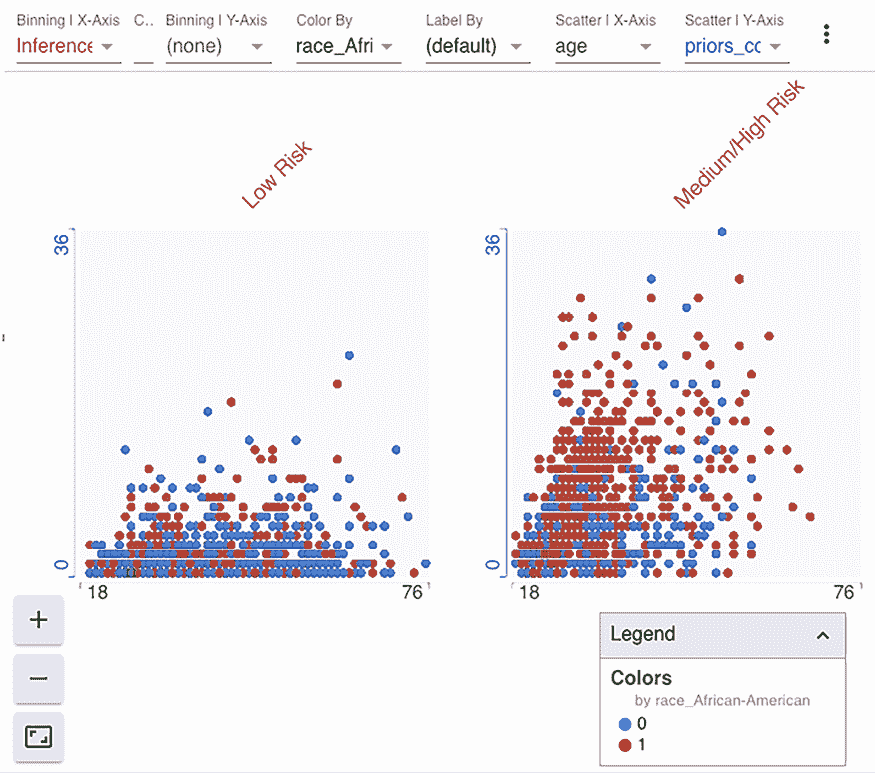 Binning | X-Axis C.. Binning | Y-Axis Color By Label By Scatter | X-Axis Scatter | Y-Axis
Inference (none) race_Afri (default) age priors_cc
Low Risk Medium/High Risk
36 36
0 0
18 76 18 76
Legend
Colors
by race_African-American
0
1